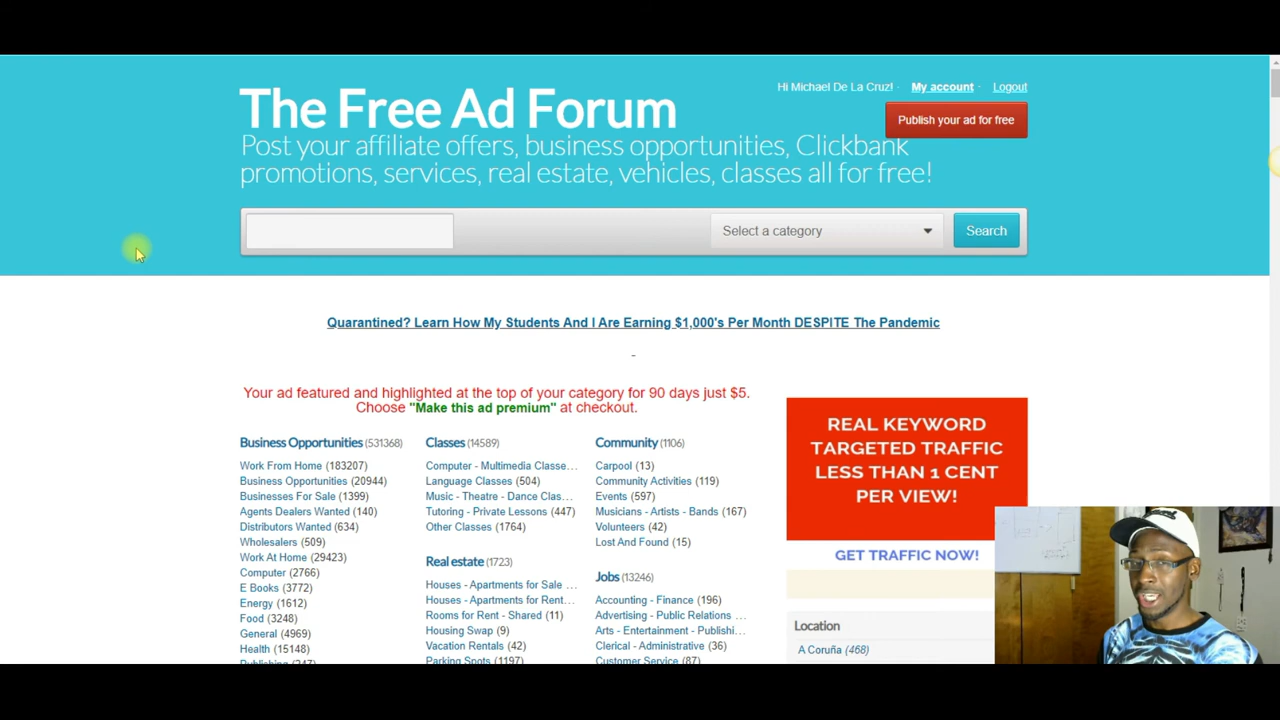 Hi Michael De La Cruz! · My account · Logout
The Free Ad Forum
Publish your ad for free
Post your affiliate offers, business opportunities, Clickbank
promotions, services, real estate, vehicles, classes all for free!
Select a category
Search
Quarantined? Learn How My Students And I Are Earning $1,000's Per Month DESPITE The Pandemic
-
Your ad featured and highlighted at the top of your category for 90 days just $5.
Choose "Make this ad premium" at checkout.
Business Opportunities (531368)
Work From Home (183207)
Business Opportunities (20944)
Businesses For Sale (1399)
Agents Dealers Wanted (140)
Distributors Wanted (634)
Wholesalers (509)
Work At Home (29423)
Computer (2766)
E Books (3772)
Energy (1612)
Food (3248)
General (4969)
Health (15148)
Classes (14589)
Computer - Multimedia Classe...
Language Classes (504)
Music - Theatre - Dance Clas...
Tutoring - Private Lessons (447)
Other Classes (1764)
Real estate (1723)
Houses - Apartments for Sale ...
Houses - Apartments for Rent...
Rooms for Rent - Shared (11)
Housing Swap (9)
Vacation Rentals (42)
Parking Spots (1197)
Community (1106)
Carpool (13)
Community Activities (119)
Events (597)
Musicians - Artists - Bands (167)
Volunteers (42)
Lost And Found (15)
Jobs (13246)
Accounting - Finance (196)
Advertising - Public Relations ...
Arts - Entertainment - Publishi...
Clerical - Administrative (36)
Customer Service (87)
REAL KEYWORD
TARGETED TRAFFIC
LESS THAN 1 CENT
PER VIEW!
GET TRAFFIC NOW!
Location
A Coruña (468)